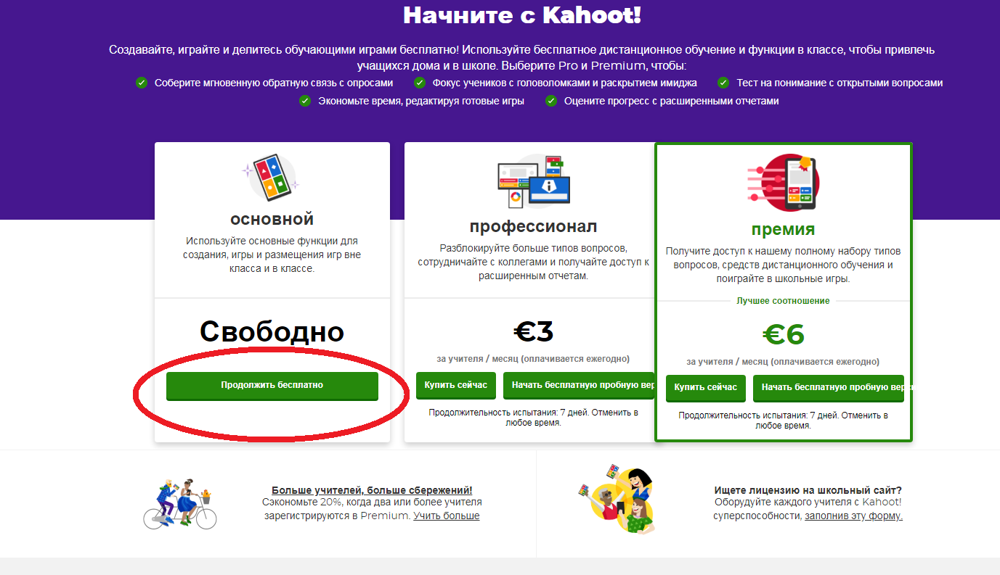 Начните с Kahoot!
Создавайте, играйте и делитесь обучающими играми бесплатно! Используйте бесплатное дистанционное обучение и функции в классе, чтобы привлечь
учащихся дома и в школе. Выберите Pro и Premium, чтобы:
Соберите мгновенную обратную связь с опросами
Фокус учеников с головоломками и раскрытием имиджа
Тест на понимание с открытыми вопросами
Экономьте время, редактируя готовые игры
Оцените прогресс с расширенными отчетами
основной
Используйте основные функции для
создания, игры и размещения игр вне
класса и в классе.
Свободно
Продолжить бесплатно
профессионал
Разблокируйте больше типов вопросов,
сотрудничайте с коллегами и получайте доступ к
расширенным отчетам.
€3
за учителя / месяц (оплачивается ежегодно)
Купить сейчас
Начать бесплатную пробную вер
Продолжительность испытания: 7 дней. Отменить в
любое время.
премия
Получите доступ к нашему полному набору типов
вопросов, средств дистанционного обучения и
поиграйте в школьные игры.
Лучшее соотношение
€6
за учителя / месяц (оплачивается ежегодно)
Купить сейчас
Начать бесплатную пробную верс
Продолжительность испытания: 7 дней. Отменить в
любое время.
Больше учителей, больше сбережений!
Сэкономьте 20%, когда два или более учителя
зарегистрируются в Premium. Учить больше
Ищете лицензию на школьный сайт?
Оборудуйте каждого учителя с Kahoot!
суперспособности, заполнив эту форму.